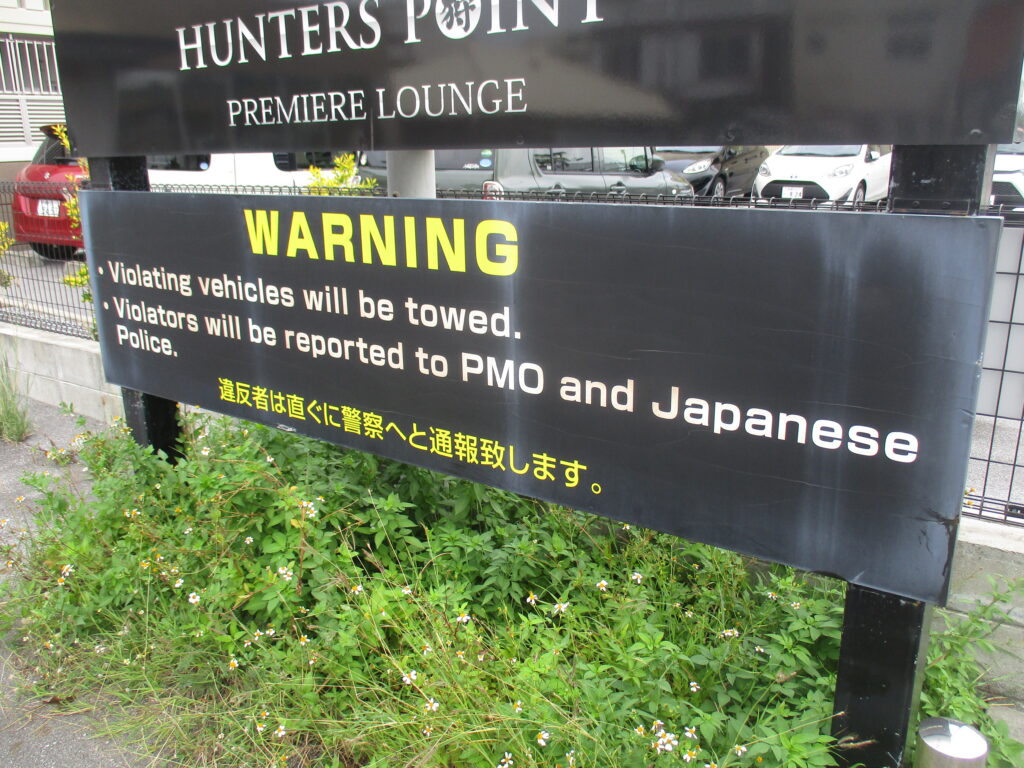 HUNTERS POINT
狩
PREMIERE LOUNGE
WARNING
・Violating vehicles will be towed.
・Violators will be reported to PMO and Japanese
Police.
違反者は直ぐに警察へと通報致します。